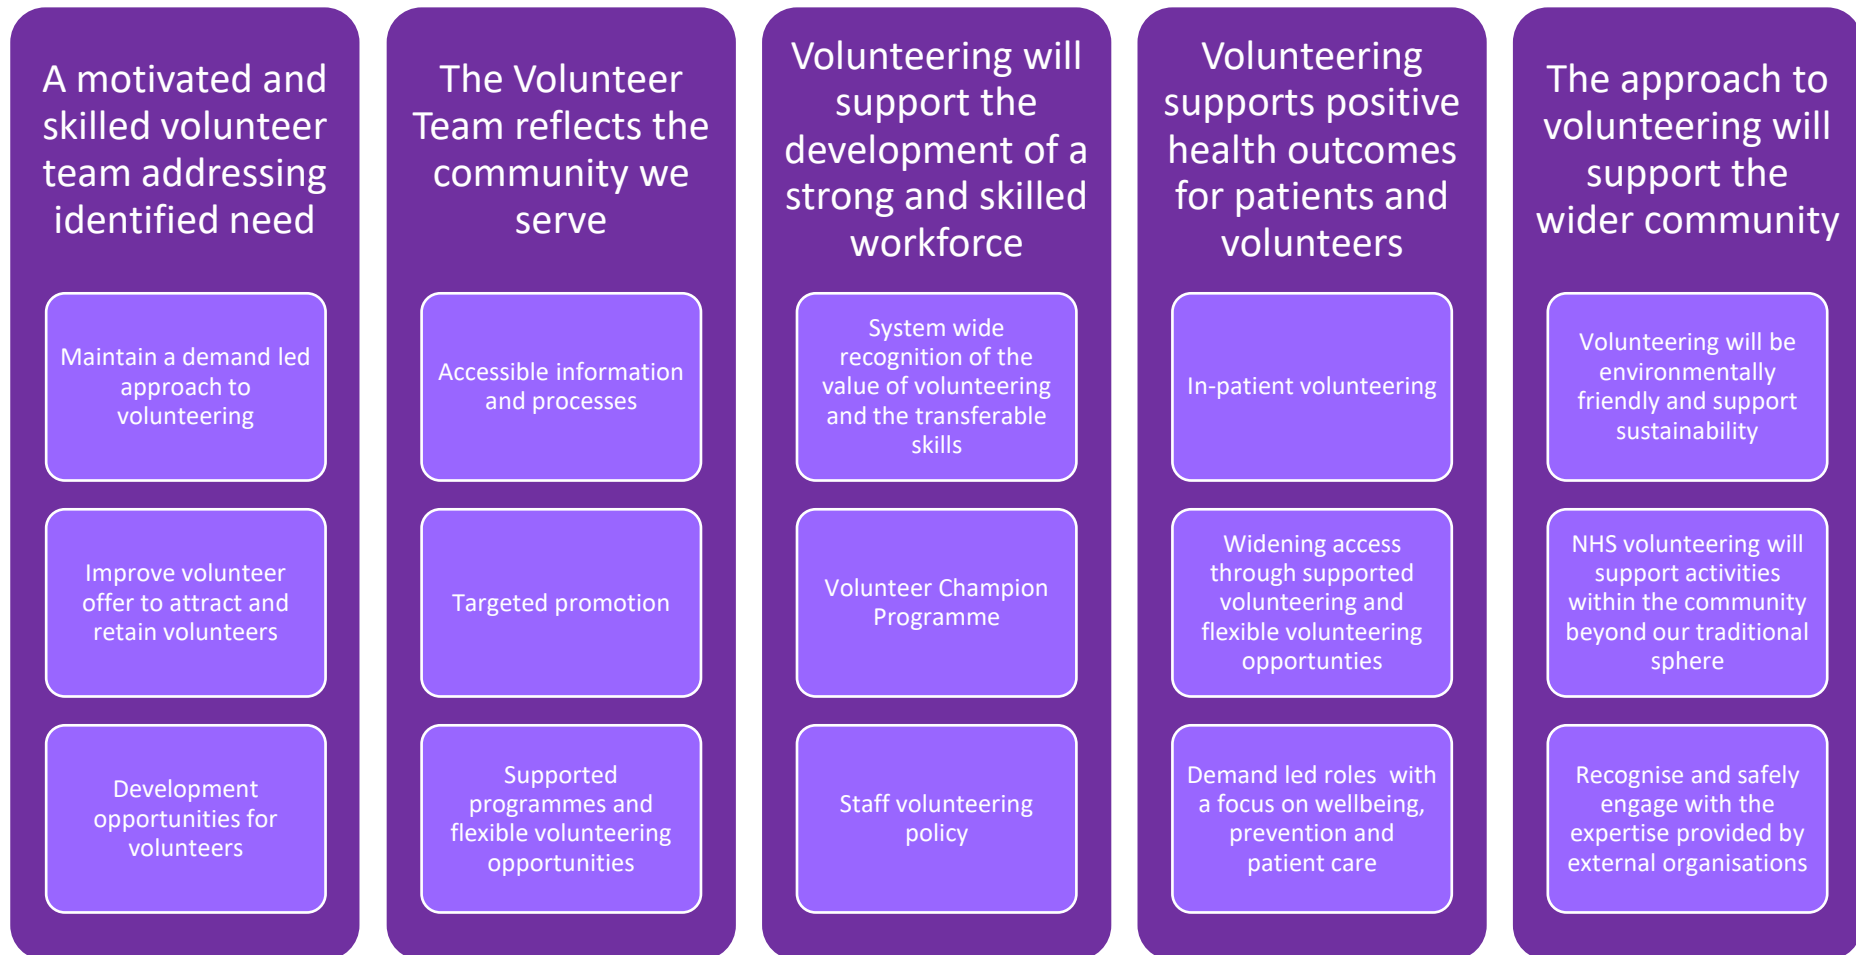 A motivated and
skilled volunteer
team addressing
identified need
Maintain a demand led
approach to
volunteering
Improve volunteer
offer to attract and
retain volunteers
Development
opportunities for
volunteers
The Volunteer
Team reflects the
community we
serve
Accessible information
and processes
Targeted promotion
Supported
programmes and
flexible volunteering
opportunities
Volunteering will
support the
development of a
strong and skilled
workforce
System wide
recognition of the
value of volunteering
and the transferable
skills
Volunteer Champion
Programme
Staff volunteering
policy
Volunteering
supports positive
health outcomes
for patients and
volunteers
In-patient volunteering
Widening access
through supported
volunteering and
flexible volunteering
opportunties
Demand led roles  with
a focus on wellbeing,
prevention and
patient care
The approach to
volunteering will
support the
wider community
Volunteering will be
environmentally
friendly and support
sustainability
NHS volunteering will
support activities
within the community
beyond our traditional
sphere
Recognise and safely
engage with the
expertise provided by
external organisations